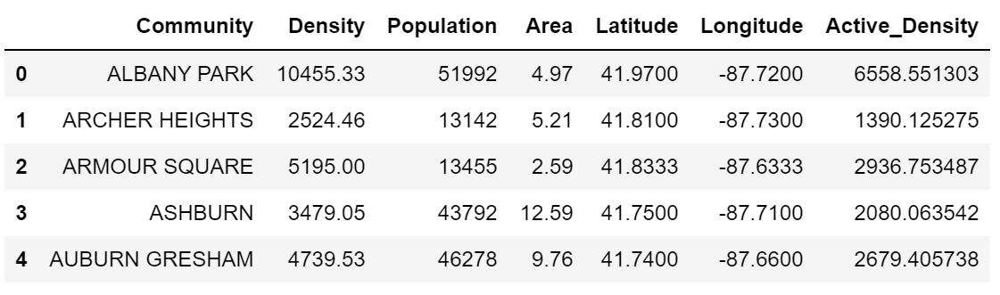 Community Density Population Area Latitude Longitude Active_Density
0 ALBANY PARK 10455.33 51992 4.97 41.9700 -87.7200 6558.551303
1 ARCHER HEIGHTS 2524.46 13142 5.21 41.8100 -87.7300 1390.125275
2 ARMOUR SQUARE 5195.00 13455 2.59 41.8333 -87.6333 2936.753487
3 ASHBURN 3479.05 43792 12.59 41.7500 -87.7100 2080.063542
4 AUBURN GRESHAM 4739.53 46278 9.76 41.7400 -87.6600 2679.405738